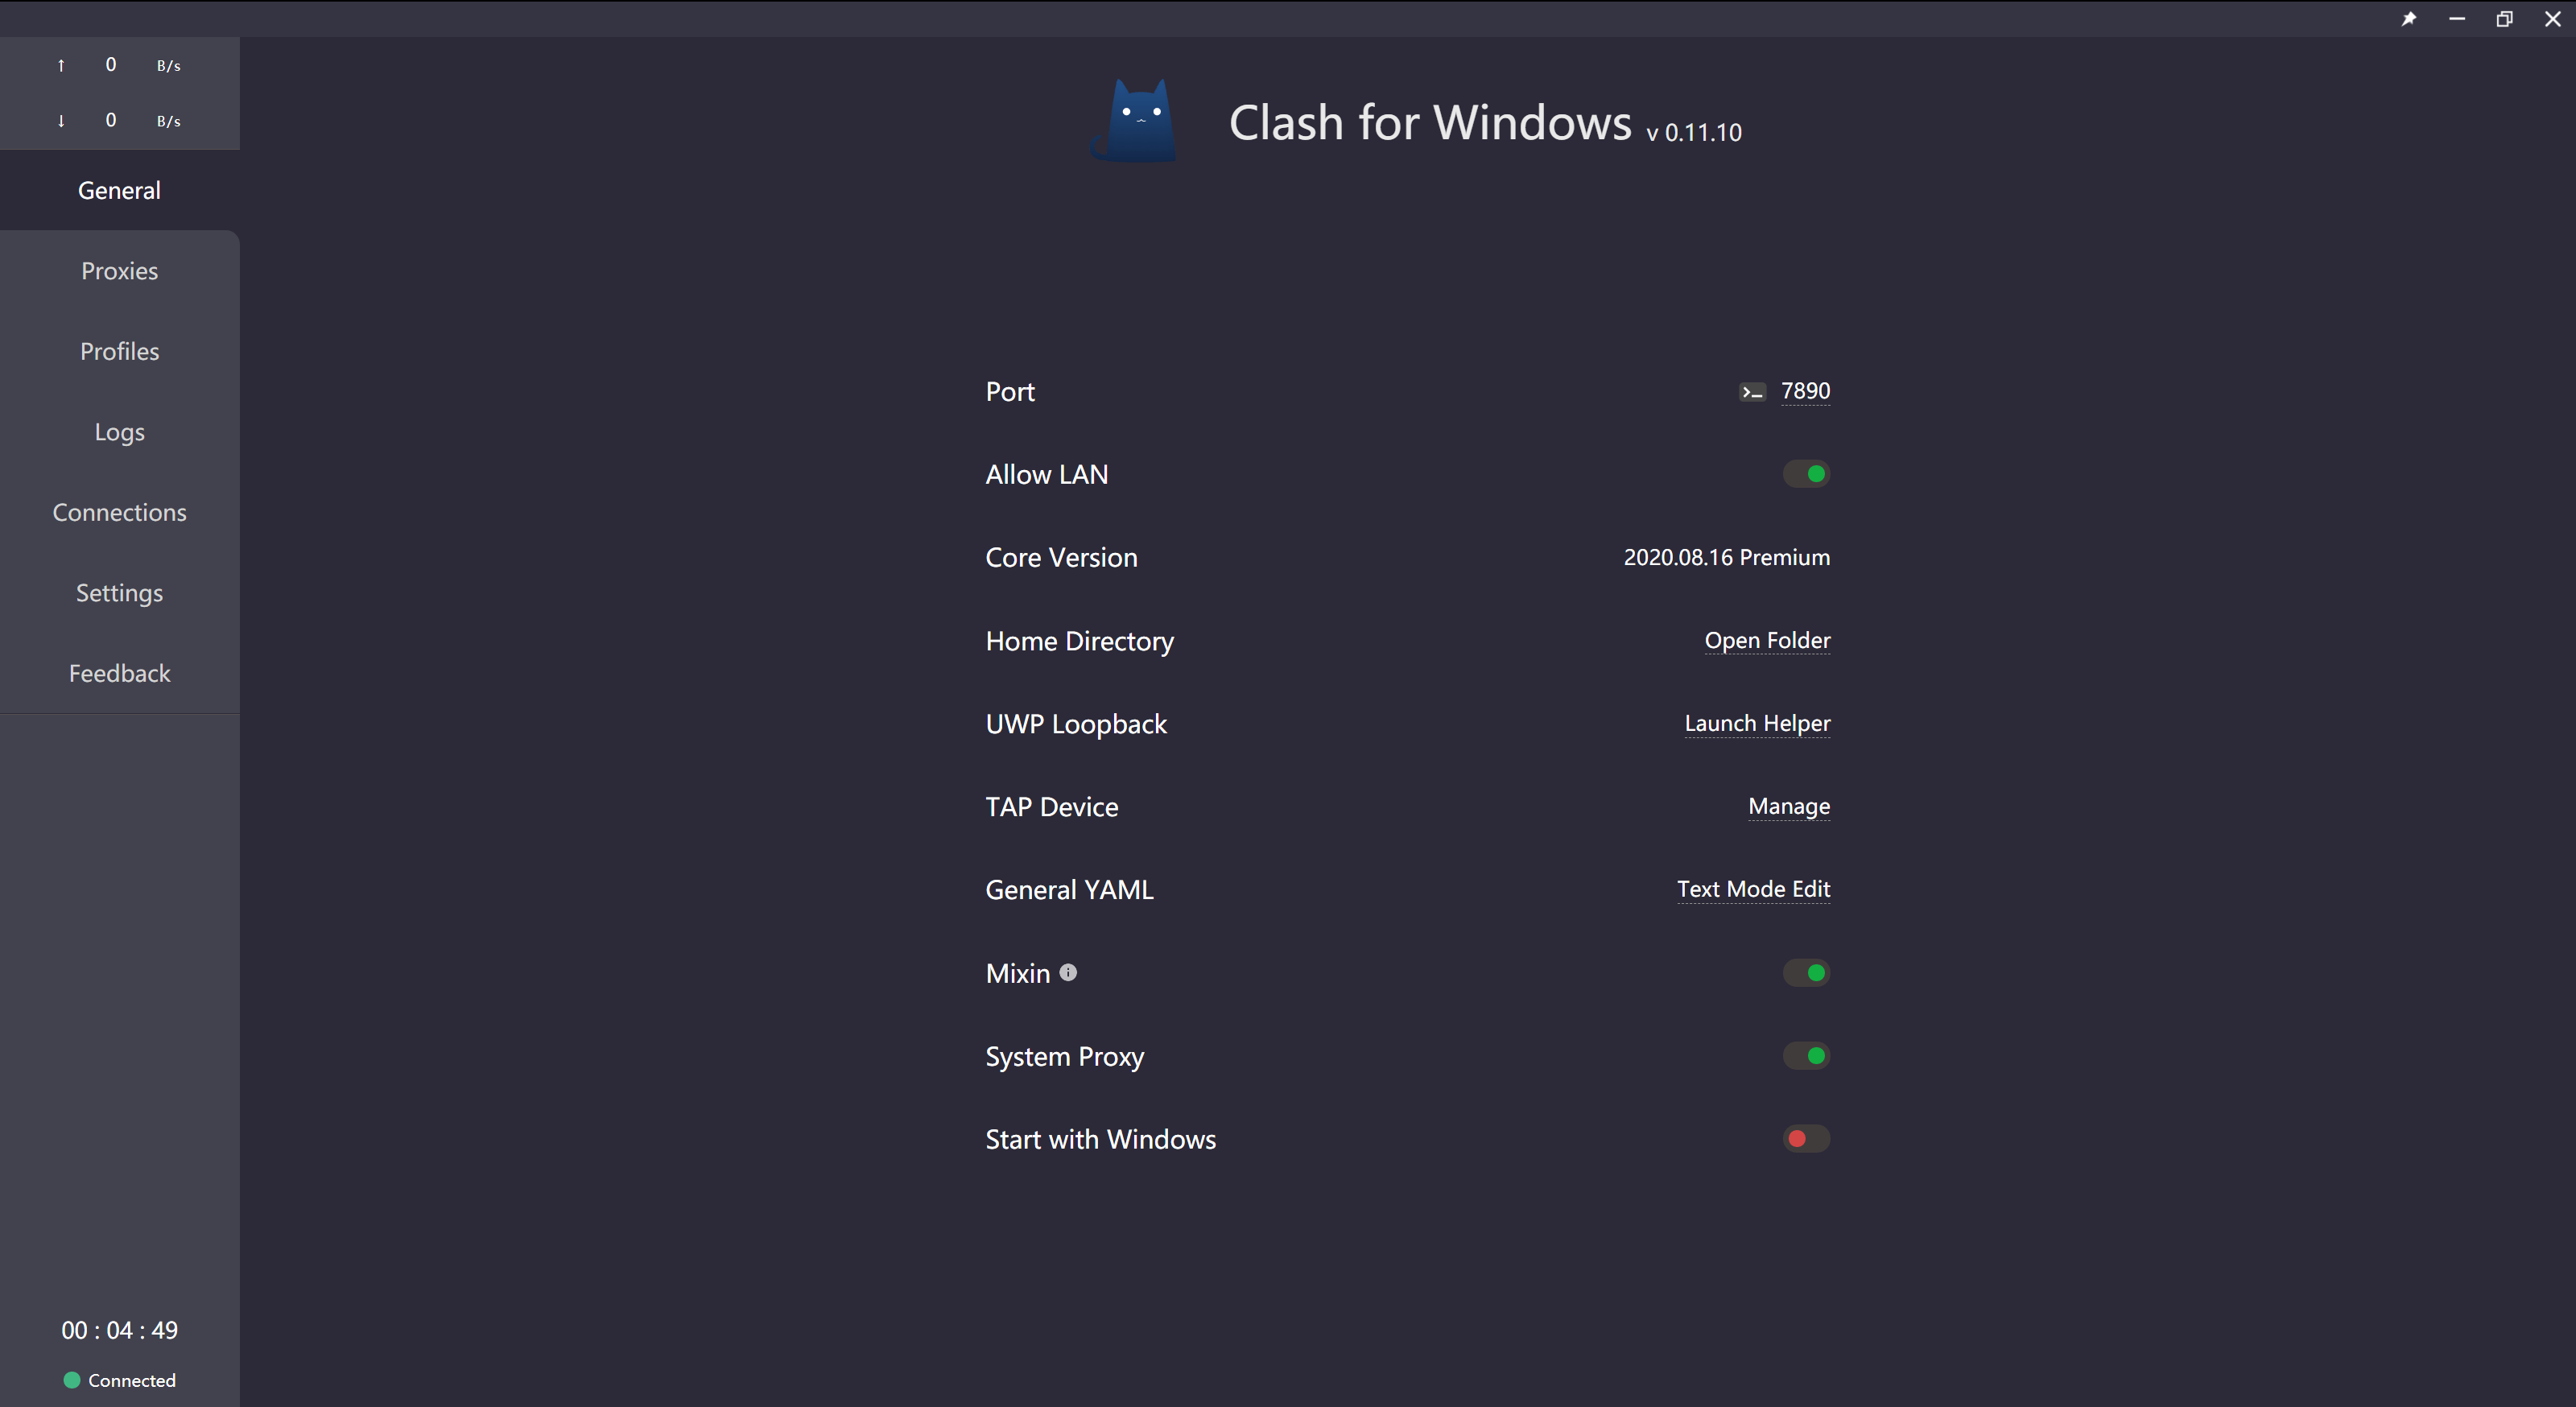 ↑ 0 B/s
↓ 0 B/s
General
Proxies
Profiles
Logs
Connections
Settings
Feedback
00 : 04 : 49
Connected
Clash for Windows v 0.11.10
Port 7890
Allow LAN
Core Version 2020.08.16 Premium
Home Directory Open Folder
UWP Loopback Launch Helper
TAP Device Manage
General YAML Text Mode Edit
Mixin
System Proxy
Start with Windows